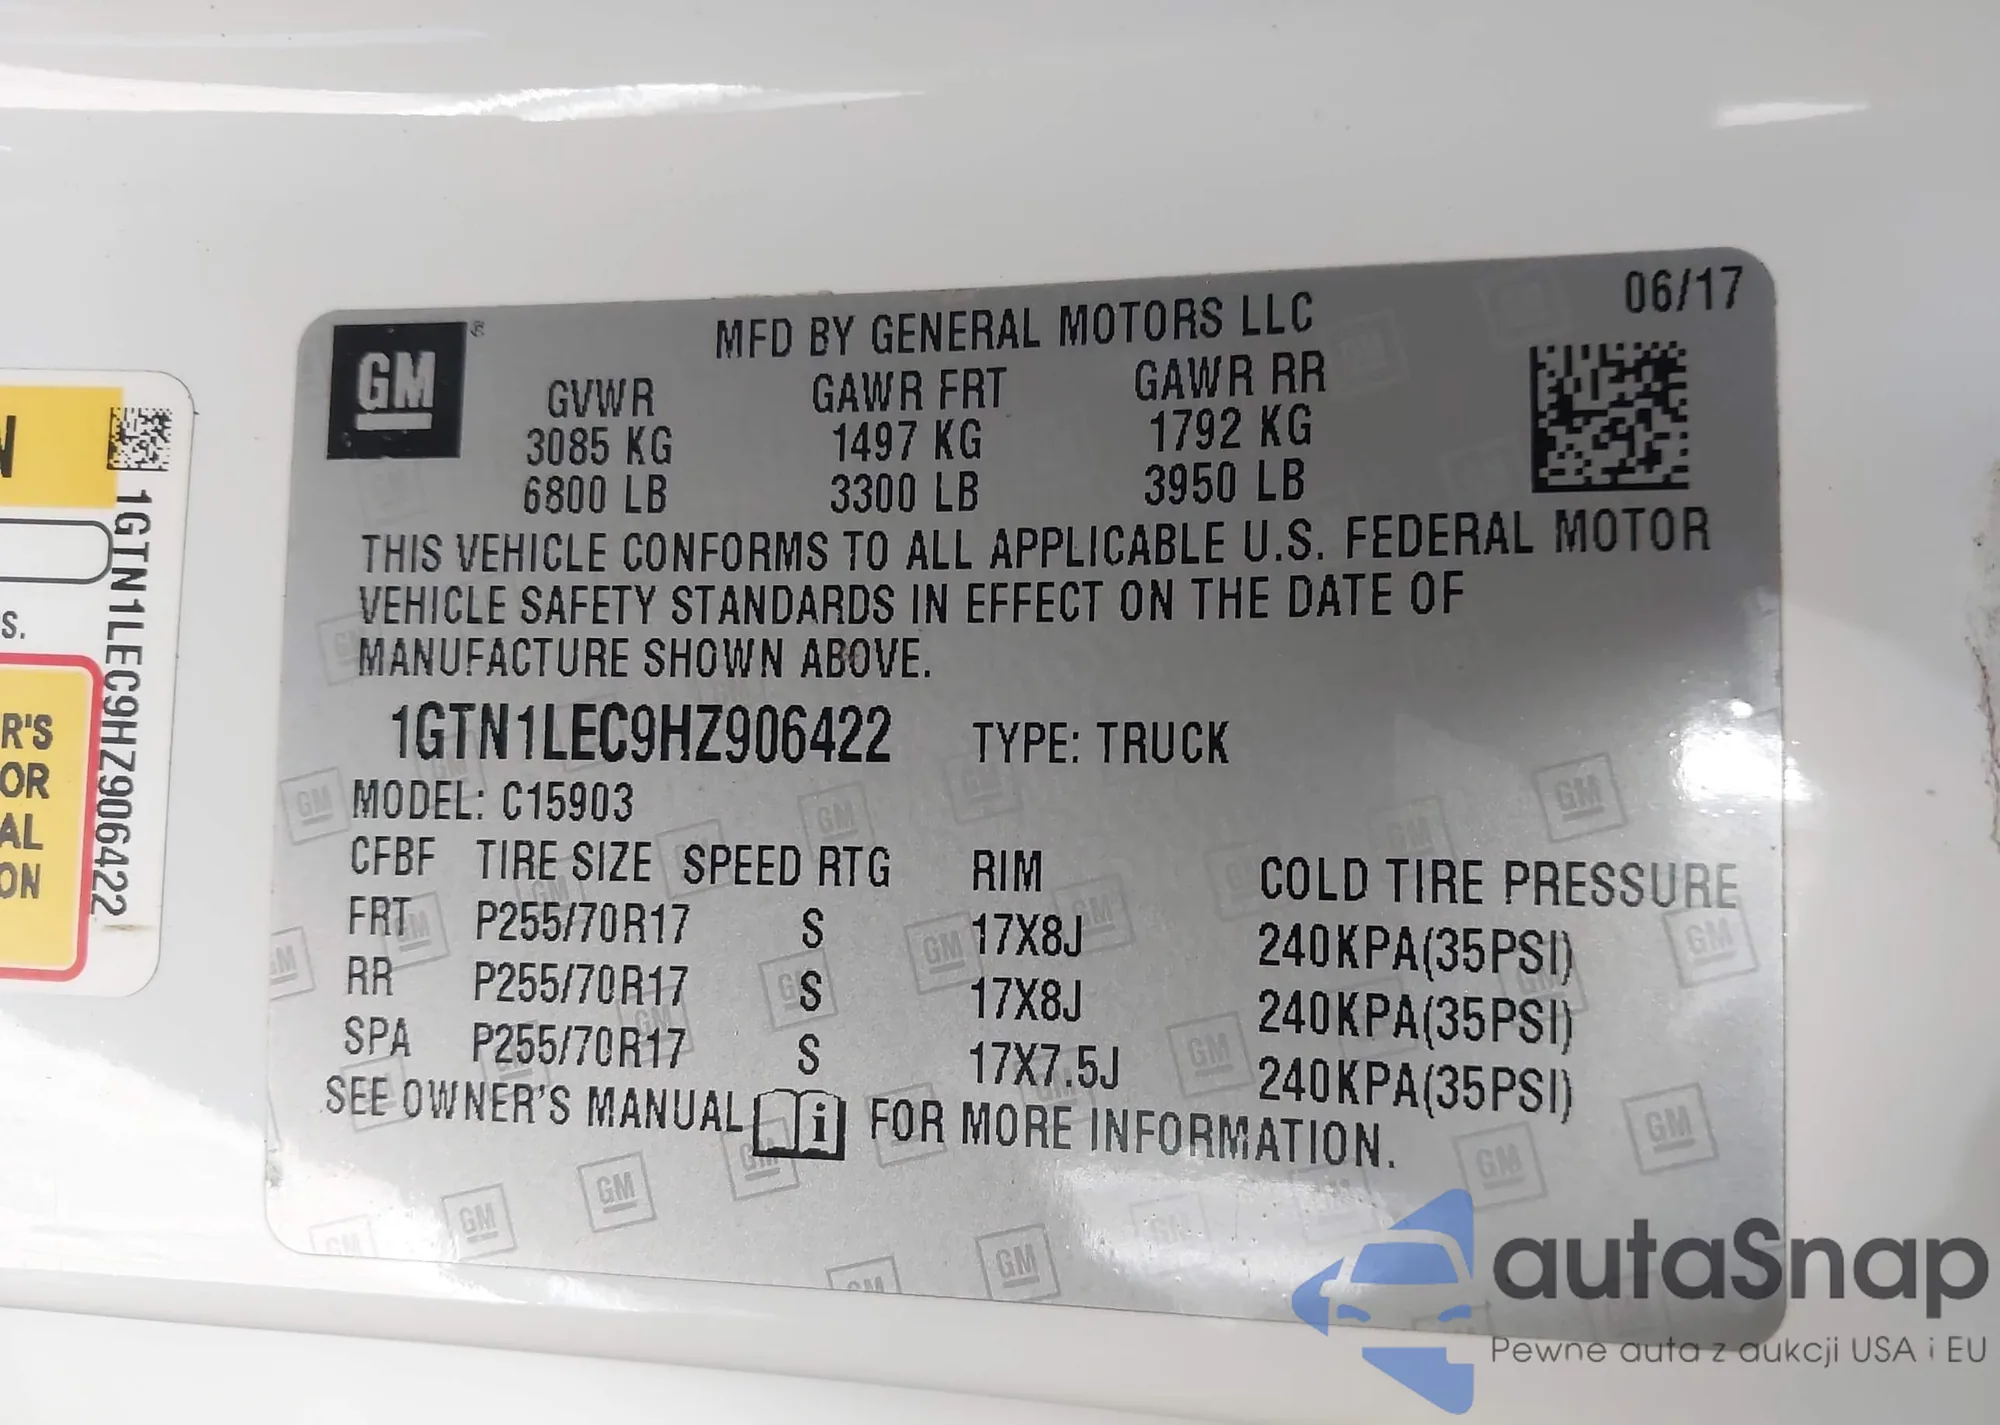 06/17
GM ®
MFD BY GENERAL MOTORS LLC
GVWR GAWR FRT GAWR RR
3085 KG 1497 KG 1792 KG
6800 LB 3300 LB 3950 LB
THIS VEHICLE CONFORMS TO ALL APPLICABLE U.S. FEDERAL MOTOR
VEHICLE SAFETY STANDARDS IN EFFECT ON THE DATE OF
MANUFACTURE SHOWN ABOVE.
1GTN1LEC9HZ906422 TYPE: TRUCK
MODEL: C15903
CFBF TIRE SIZE SPEED RTG RIM COLD TIRE PRESSURE
FRT P255/70R17 S 17X8J 240KPA(35PSI)
RR P255/70R17 S 17X8J 240KPA(35PSI)
SPA P255/70R17 S 17X7.5J 240KPA(35PSI)
SEE OWNER'S MANUAL i FOR MORE INFORMATION.
1GTN1LEC9HZ906422
N
S.
R'S
OR
AL
ON
autaSnap
Pewne auta z aukcji USA i EU